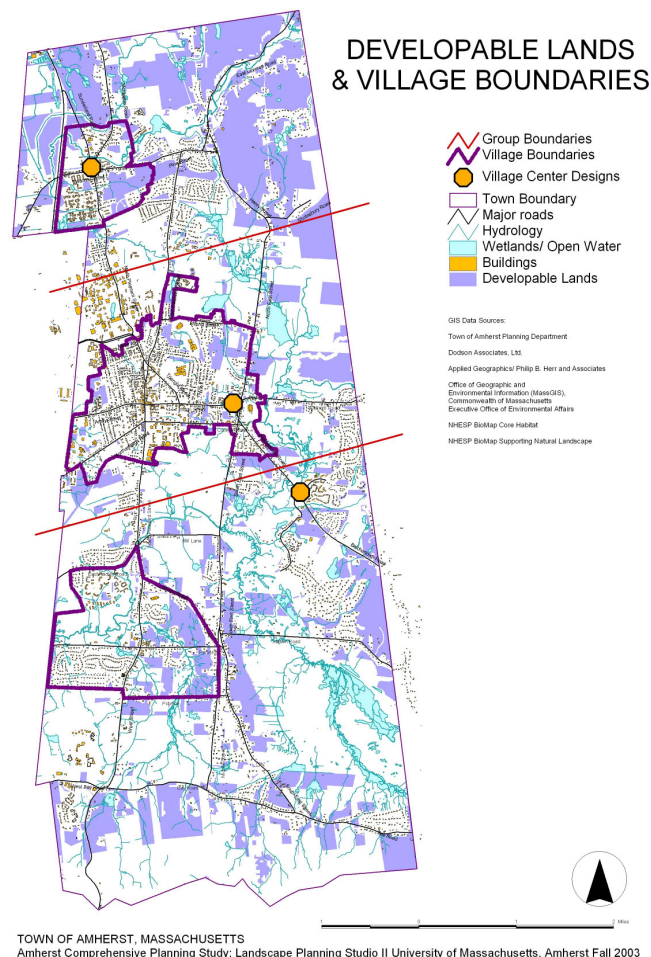 DEVELOPABLE LANDS
& VILLAGE BOUNDARIES
Group Boundaries
Village Boundaries
Village Center Designs
Town Boundary
Major roads
Hydrology
Wetlands/ Open Water
Buildings
Developable Lands
GIS Data Sources:
Town of Amherst Planning Department
Dodson Associates, Ltd.
Applied Geographics/ Philip B. Herr and Associates
Office of Geographic and
Environmental Information (MassGIS),
Commonwealth of Massachusetts
Executive Office of Environmental Affairs
NHESP BioMap Core Habitat
NHESP BioMap Supporting Natural Landscape
Mill Lane
1 0 1 2 Miles
TOWN OF AMHERST, MASSACHUSETTS
Amherst Comprehensive Planning Study: Landscape Planning Studio II University of Massachusetts, Amherst Fall 2003